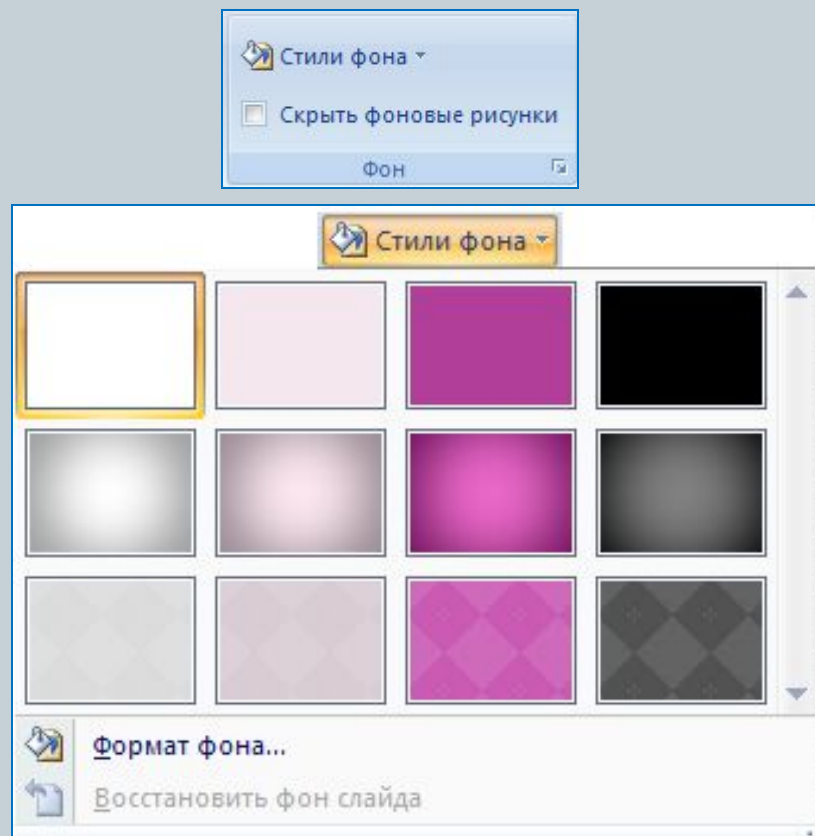 Стили фона
Скрыть фоновые рисунки
Фон
Стили фона
Формат фона...
Восстановить фон слайда